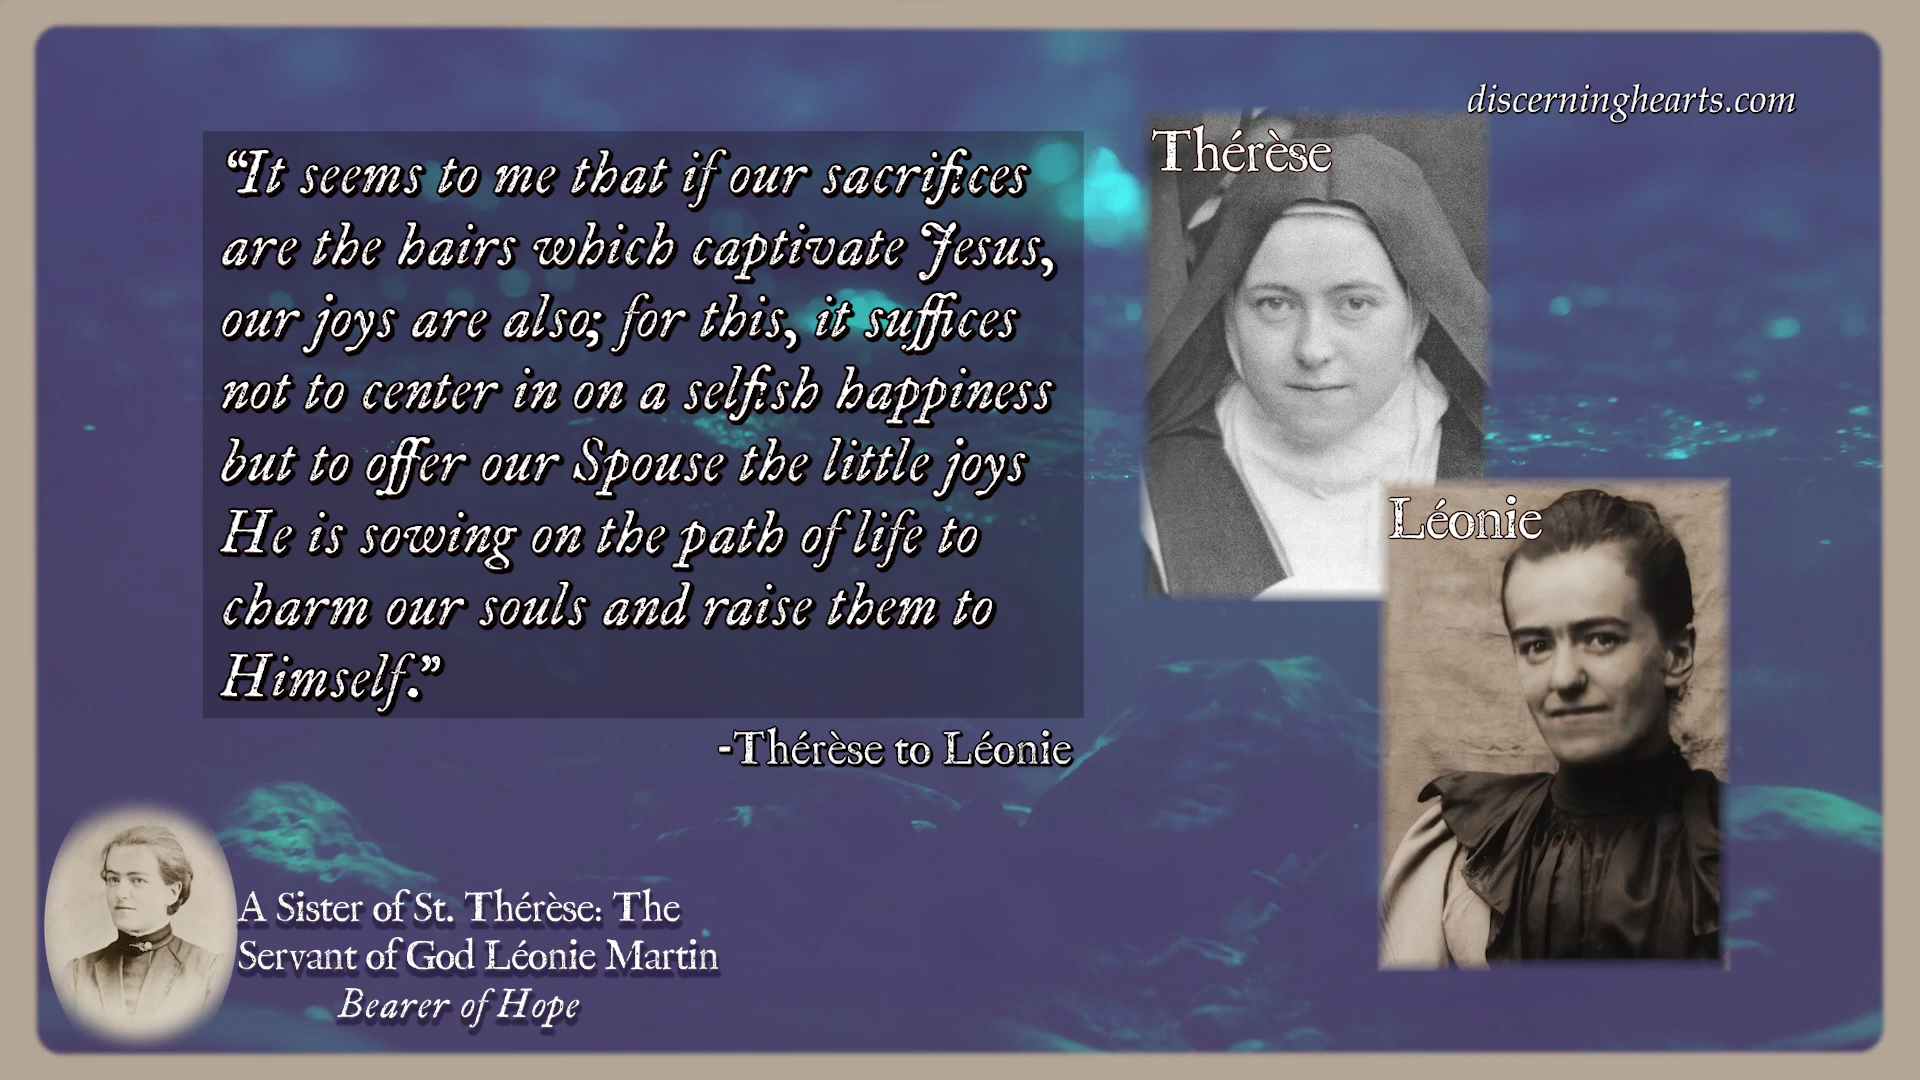 discerninghearts.com
“It seems to me that if our sacrifices
are the hairs which captivate Jesus,
our joys are also; for this, it suffices
not to center in on a selfish happiness
but to offer our Spouse the little joys
He is sowing on the path of life to
charm our souls and raise them to
Himself.”
-Thérèse to Léonie
Thérèse
Léonie
A Sister of St. Thérèse: The
Servant of God Léonie Martin
Bearer of Hope